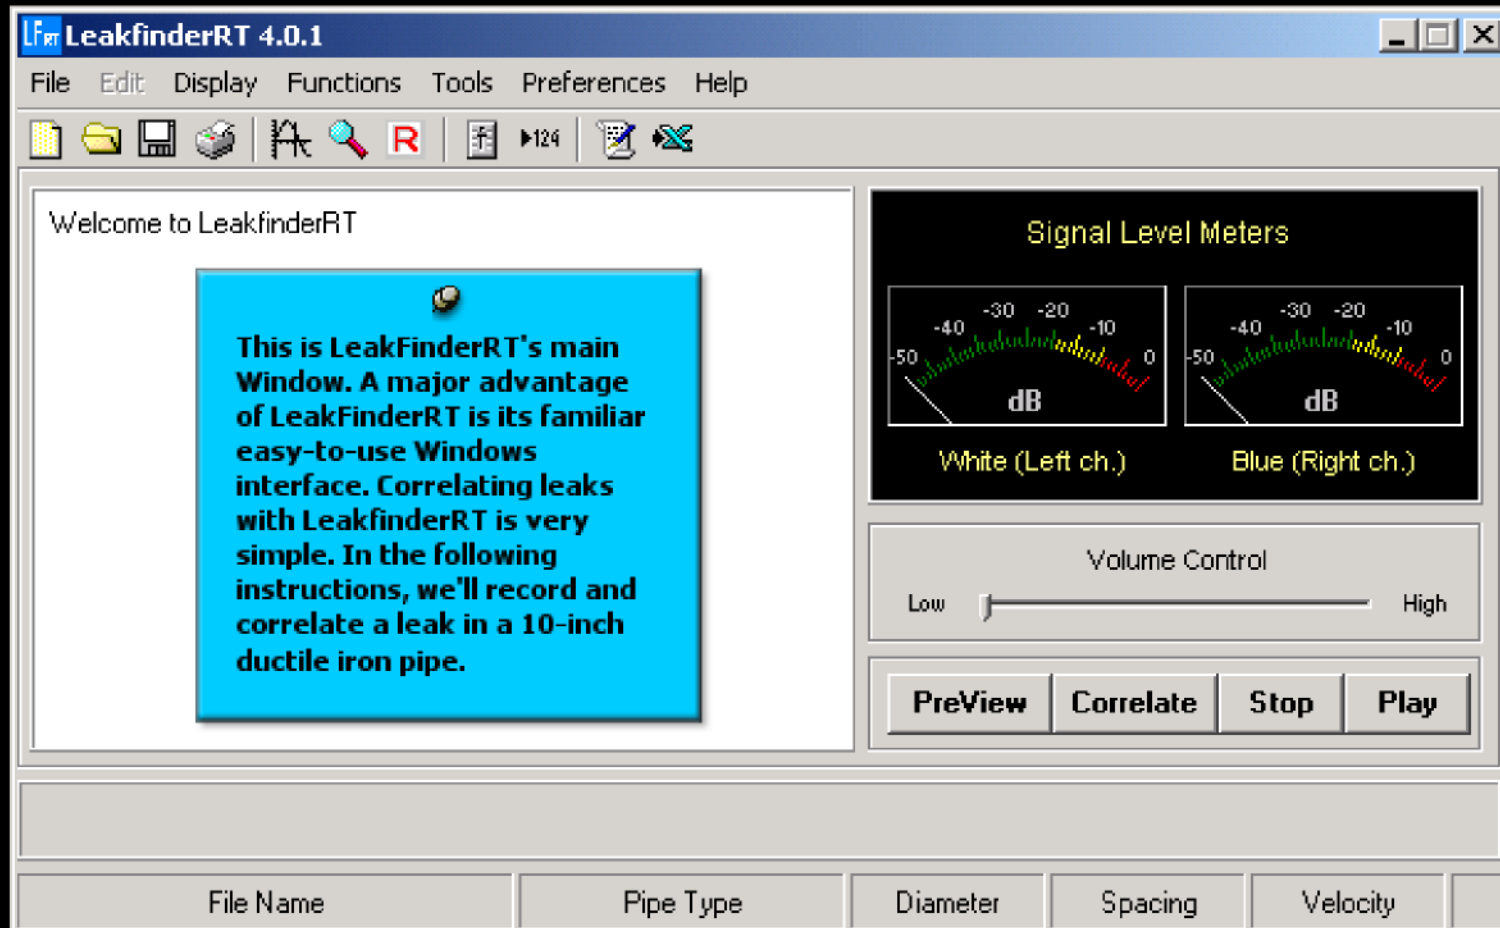 LFRT LeakfinderRT 4.0.1
File Edit Display Functions Tools Preferences Help
R f 124
Welcome to LeakfinderRT
This is LeakFinderRT's main
Window. A major advantage
of LeakFinderRT is its familiar
easy-to-use Windows
interface. Correlating leaks
with LeakfinderRT is very
simple. In the following
instructions, we'll record and
correlate a leak in a 10-inch
ductile iron pipe.
Signal Level Meters
-50 -40 -30 -20 -10 0
dB
-50 -40 -30 -20 -10 0
dB
White (Left ch.) Blue (Right ch.)
Volume Control
Low High
PreView Correlate Stop Play
File Name Pipe Type Diameter Spacing Velocity